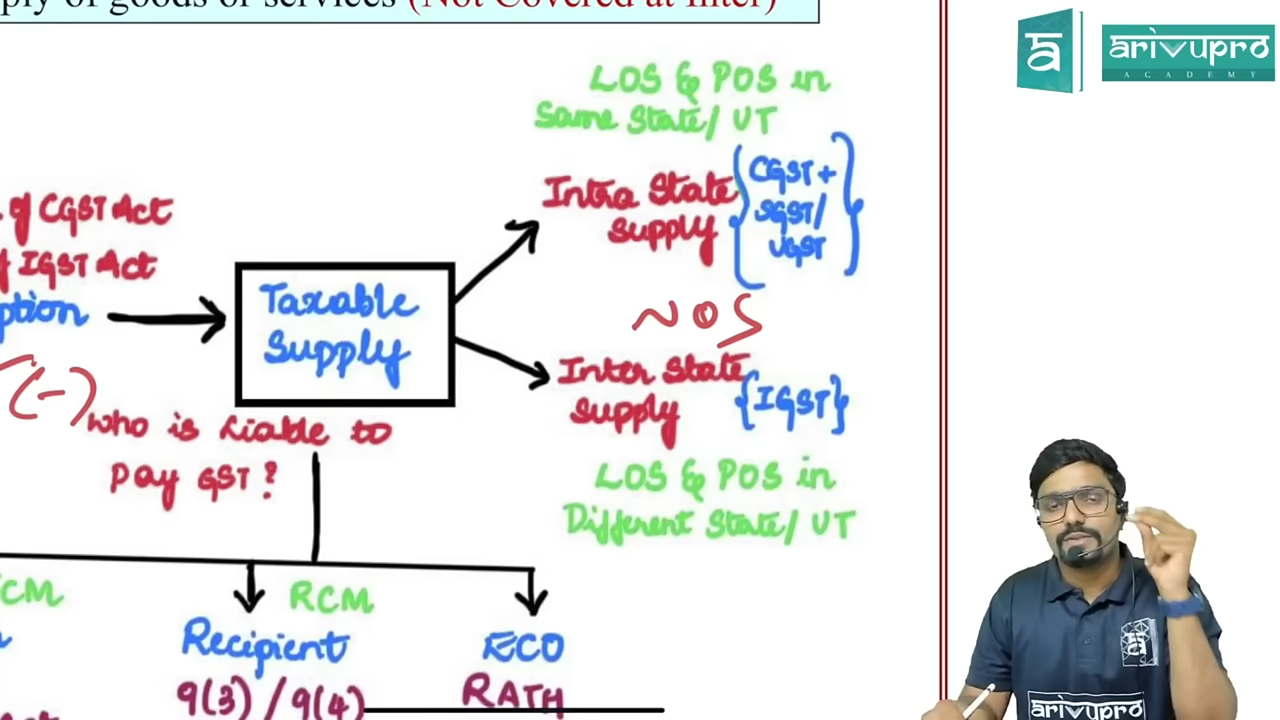 ply of goods or services (Not Covered at Inter)
arivupro
ACADEMY
LOS & POS in
Same State/ UT
of CGST Act
IGST Act
ption
Taxable
Supply
Intra State
Supply
{CGST +
SGST/
UGST}
NOS
Inter State
Supply
{IGST}
LOS & POS in
Different State/ UT
(-)
Who is Liable to
pay GST?
CM
RCM
Recipient
9(3) / 9(4)
ECO
RATH
arivupro